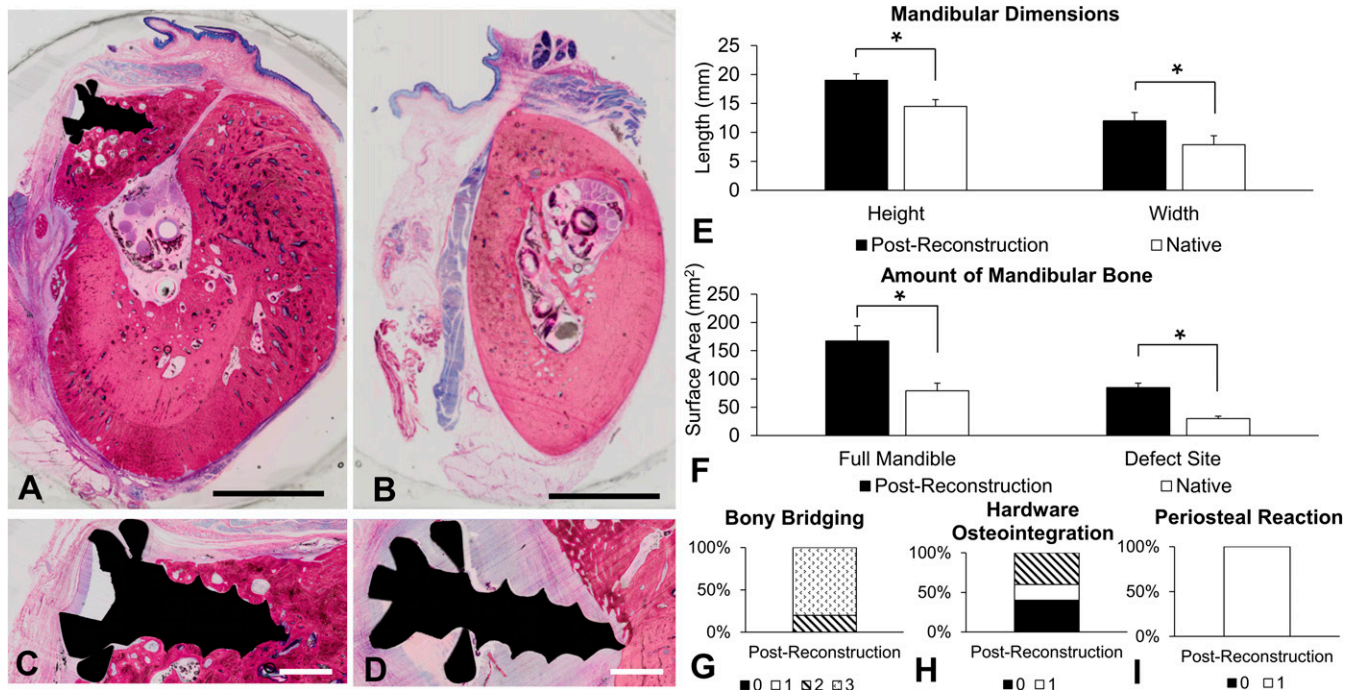 A
B
C
D
Mandibular Dimensions
Length (mm)
25
20
15
10
5
0
*
*
Height
Width
E
■Post-Reconstruction
□Native
Amount of Mandibular Bone
Surface Area (mm²)
250
200
150
100
50
0
*
*
Full Mandible
Defect Site
F
■Post-Reconstruction
□Native
Bony Bridging
100%
50%
0%
Post-Reconstruction
G
■0 □1 ▧2 ▨3
Hardware
Osteointegration
100%
50%
0%
Post-Reconstruction
H
■0 □1
Periosteal Reaction
100%
50%
0%
Post-Reconstruction
I
■0 □1